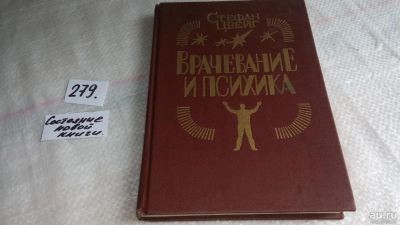 279.
Состояние
новой
книги.
Стефан
Цвейг
Врачевание
и психика
au.ru